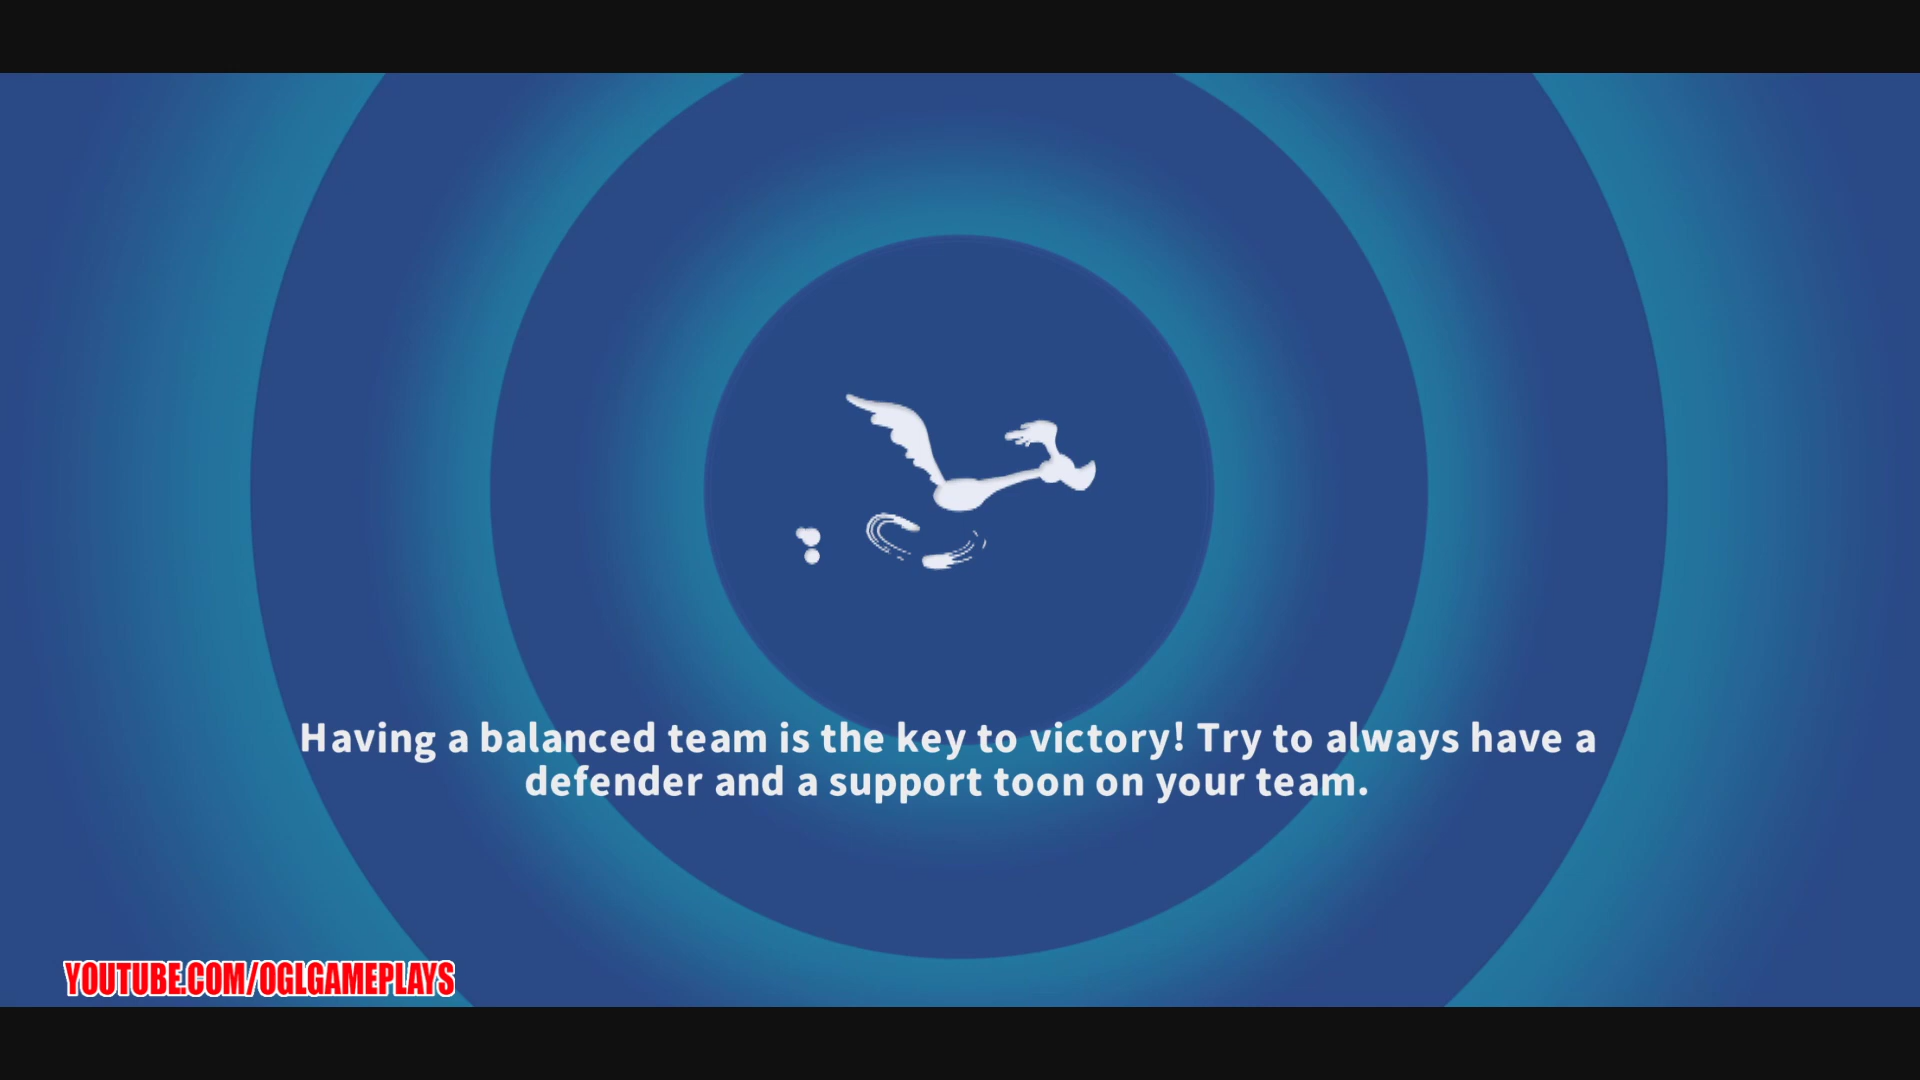 Having a balanced team is the key to victory! Try to always have a
defender and a support toon on your team.
YOUTUBE.COM/OGLGAMEPLAYS